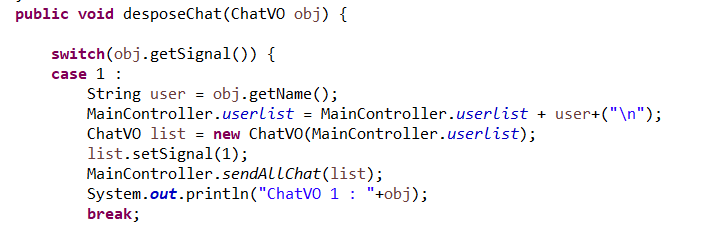 public void desposeChat(ChatVO obj) {
switch(obj.getSignal()) {
case 1 :
String user = obj.getName();
MainController.userlist = MainController.userlist + user+("\n");
ChatVO list = new ChatVO(MainController.userlist);
list.setSignal(1);
MainController.sendAllChat(list);
System.out.println("ChatVO 1 : "+obj);
break;